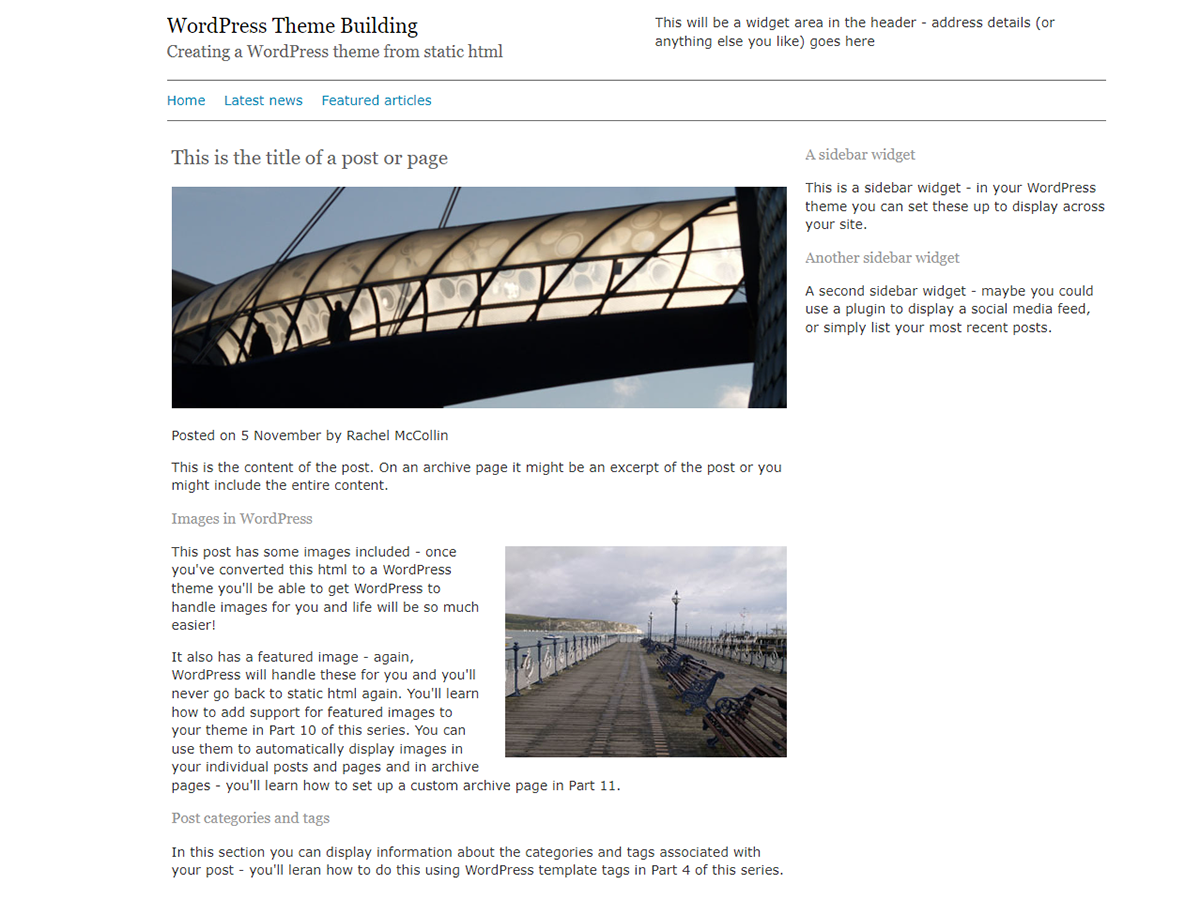 WordPress Theme Building
Creating a WordPress theme from static html
This will be a widget area in the header - address details (or
anything else you like) goes here
Home Latest news Featured articles
This is the title of a post or page
Posted on 5 November by Rachel McCollin
This is the content of the post. On an archive page it might be an excerpt of the post or you
might include the entire content.
Images in WordPress
This post has some images included - once
you've converted this html to a WordPress
theme you'll be able to get WordPress to
handle images for you and life will be so much
easier!
It also has a featured image - again,
WordPress will handle these for you and you'll
never go back to static html again. You'll learn
how to add support for featured images to
your theme in Part 10 of this series. You can
use them to automatically display images in
your individual posts and pages and in archive
pages - you'll learn how to set up a custom archive page in Part 11.
Post categories and tags
In this section you can display information about the categories and tags associated with
your post - you'll leran how to do this using WordPress template tags in Part 4 of this series.
A sidebar widget
This is a sidebar widget - in your WordPress
theme you can set these up to display across
your site.
Another sidebar widget
A second sidebar widget - maybe you could
use a plugin to display a social media feed,
or simply list your most recent posts.